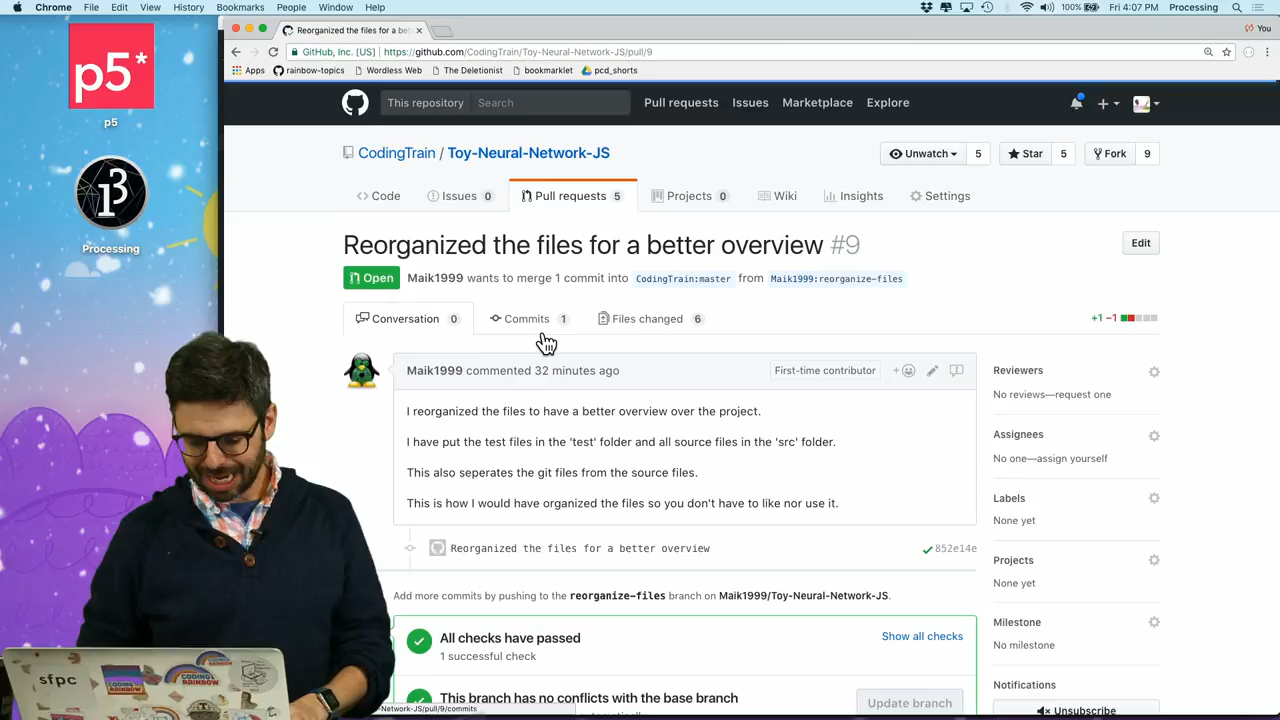 Chrome File Edit View History Bookmarks People Window Help 100% Fri 4:07 PM Processing
p5*
p5
Processing
Reorganized the files for a be
You
GitHub, Inc. [US] https://github.com/CodingTrain/Toy-Neural-Network-JS/pull/9
Apps rainbow-topics Wordless Web The Deletionist bookmarklet pcd_shorts
This repository Search Pull requests Issues Marketplace Explore
CodingTrain / Toy-Neural-Network-JS Unwatch 5 Star 5 Fork 9
<> Code Issues 0 Pull requests 5 Projects 0 Wiki Insights Settings
Reorganized the files for a better overview #9 Edit
Open Maik1999 wants to merge 1 commit into CodingTrain:master from Maik1999:reorganize-files
Conversation 0 Commits 1 Files changed 6 +1 −1
Maik1999 commented 32 minutes ago First-time contributor
I reorganized the files to have a better overview over the project.
I have put the test files in the 'test' folder and all source files in the 'src' folder.
This also seperates the git files from the source files.
This is how I would have organized the files so you don't have to like nor use it.
Reorganized the files for a better overview 852e14e
Add more commits by pushing to the reorganize-files branch on Maik1999/Toy-Neural-Network-JS.
All checks have passed Show all checks
1 successful check
This branch has no conflicts with the base branch
Update branch
Reviewers
No reviews—request one
Assignees
No one—assign yourself
Labels
None yet
Projects
None yet
Milestone
No milestone
Notifications
Unsubscribe
-Network-JS/pull/9/commits
sfpc
CODING RAINBOW